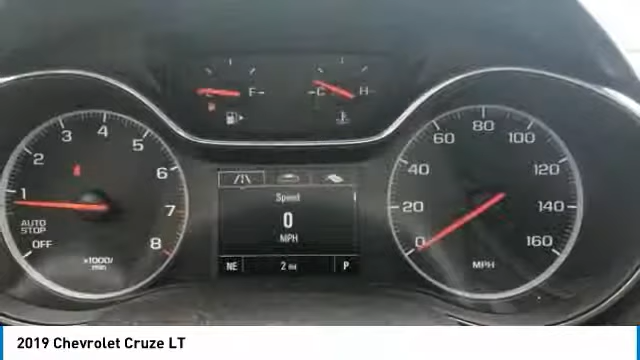 E F
C H
1 2 3 4 5 6 7 8
AUTO
STOP
OFF
x1000/
min
Speed
0
MPH
NE 2 mi P
0 20 40 60 80 100 120 140 160
MPH
2019 Chevrolet Cruze LT